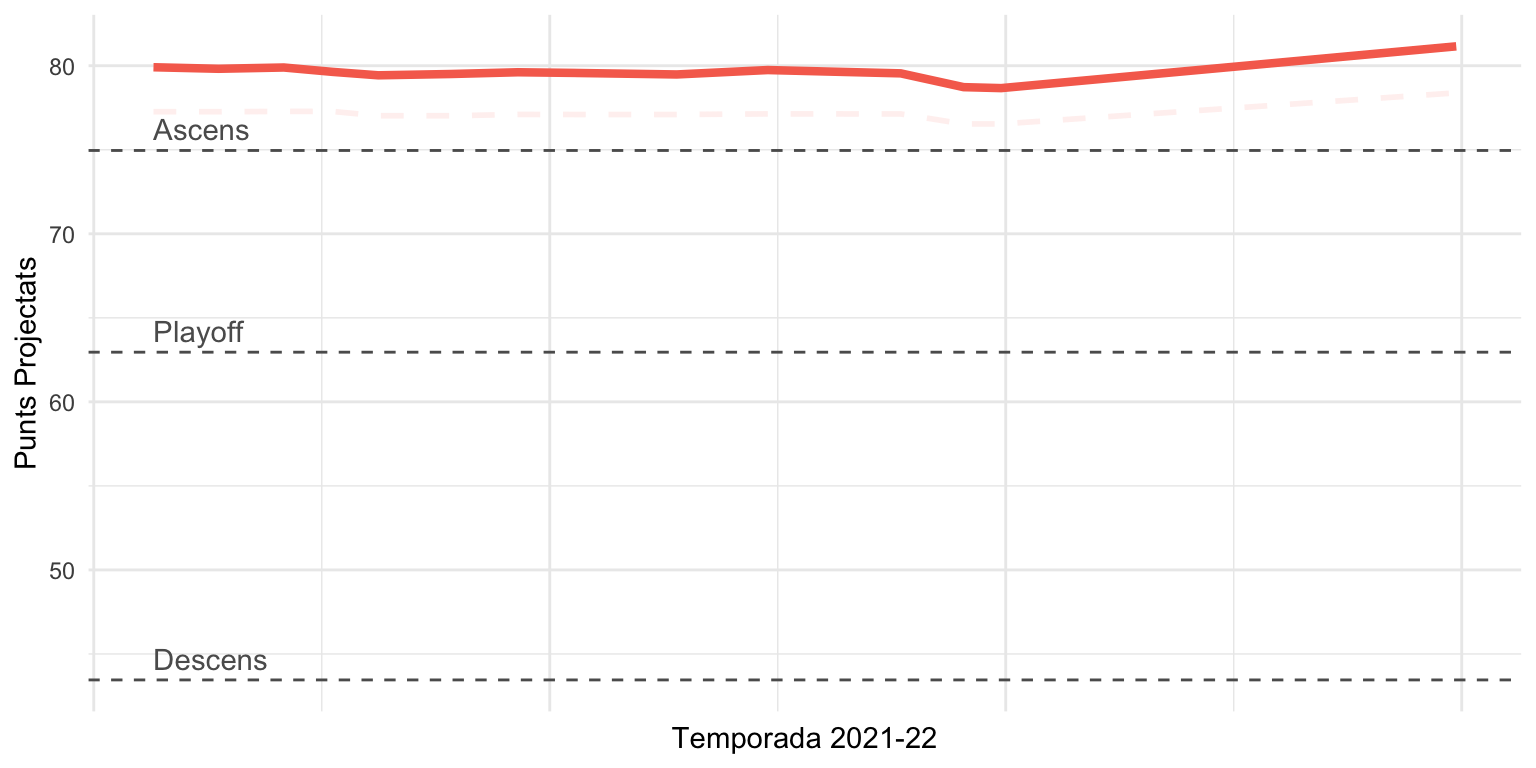 80
Ascens
70
Playoff
60
50
Descens
Punts Projectats
Temporada 2021-22